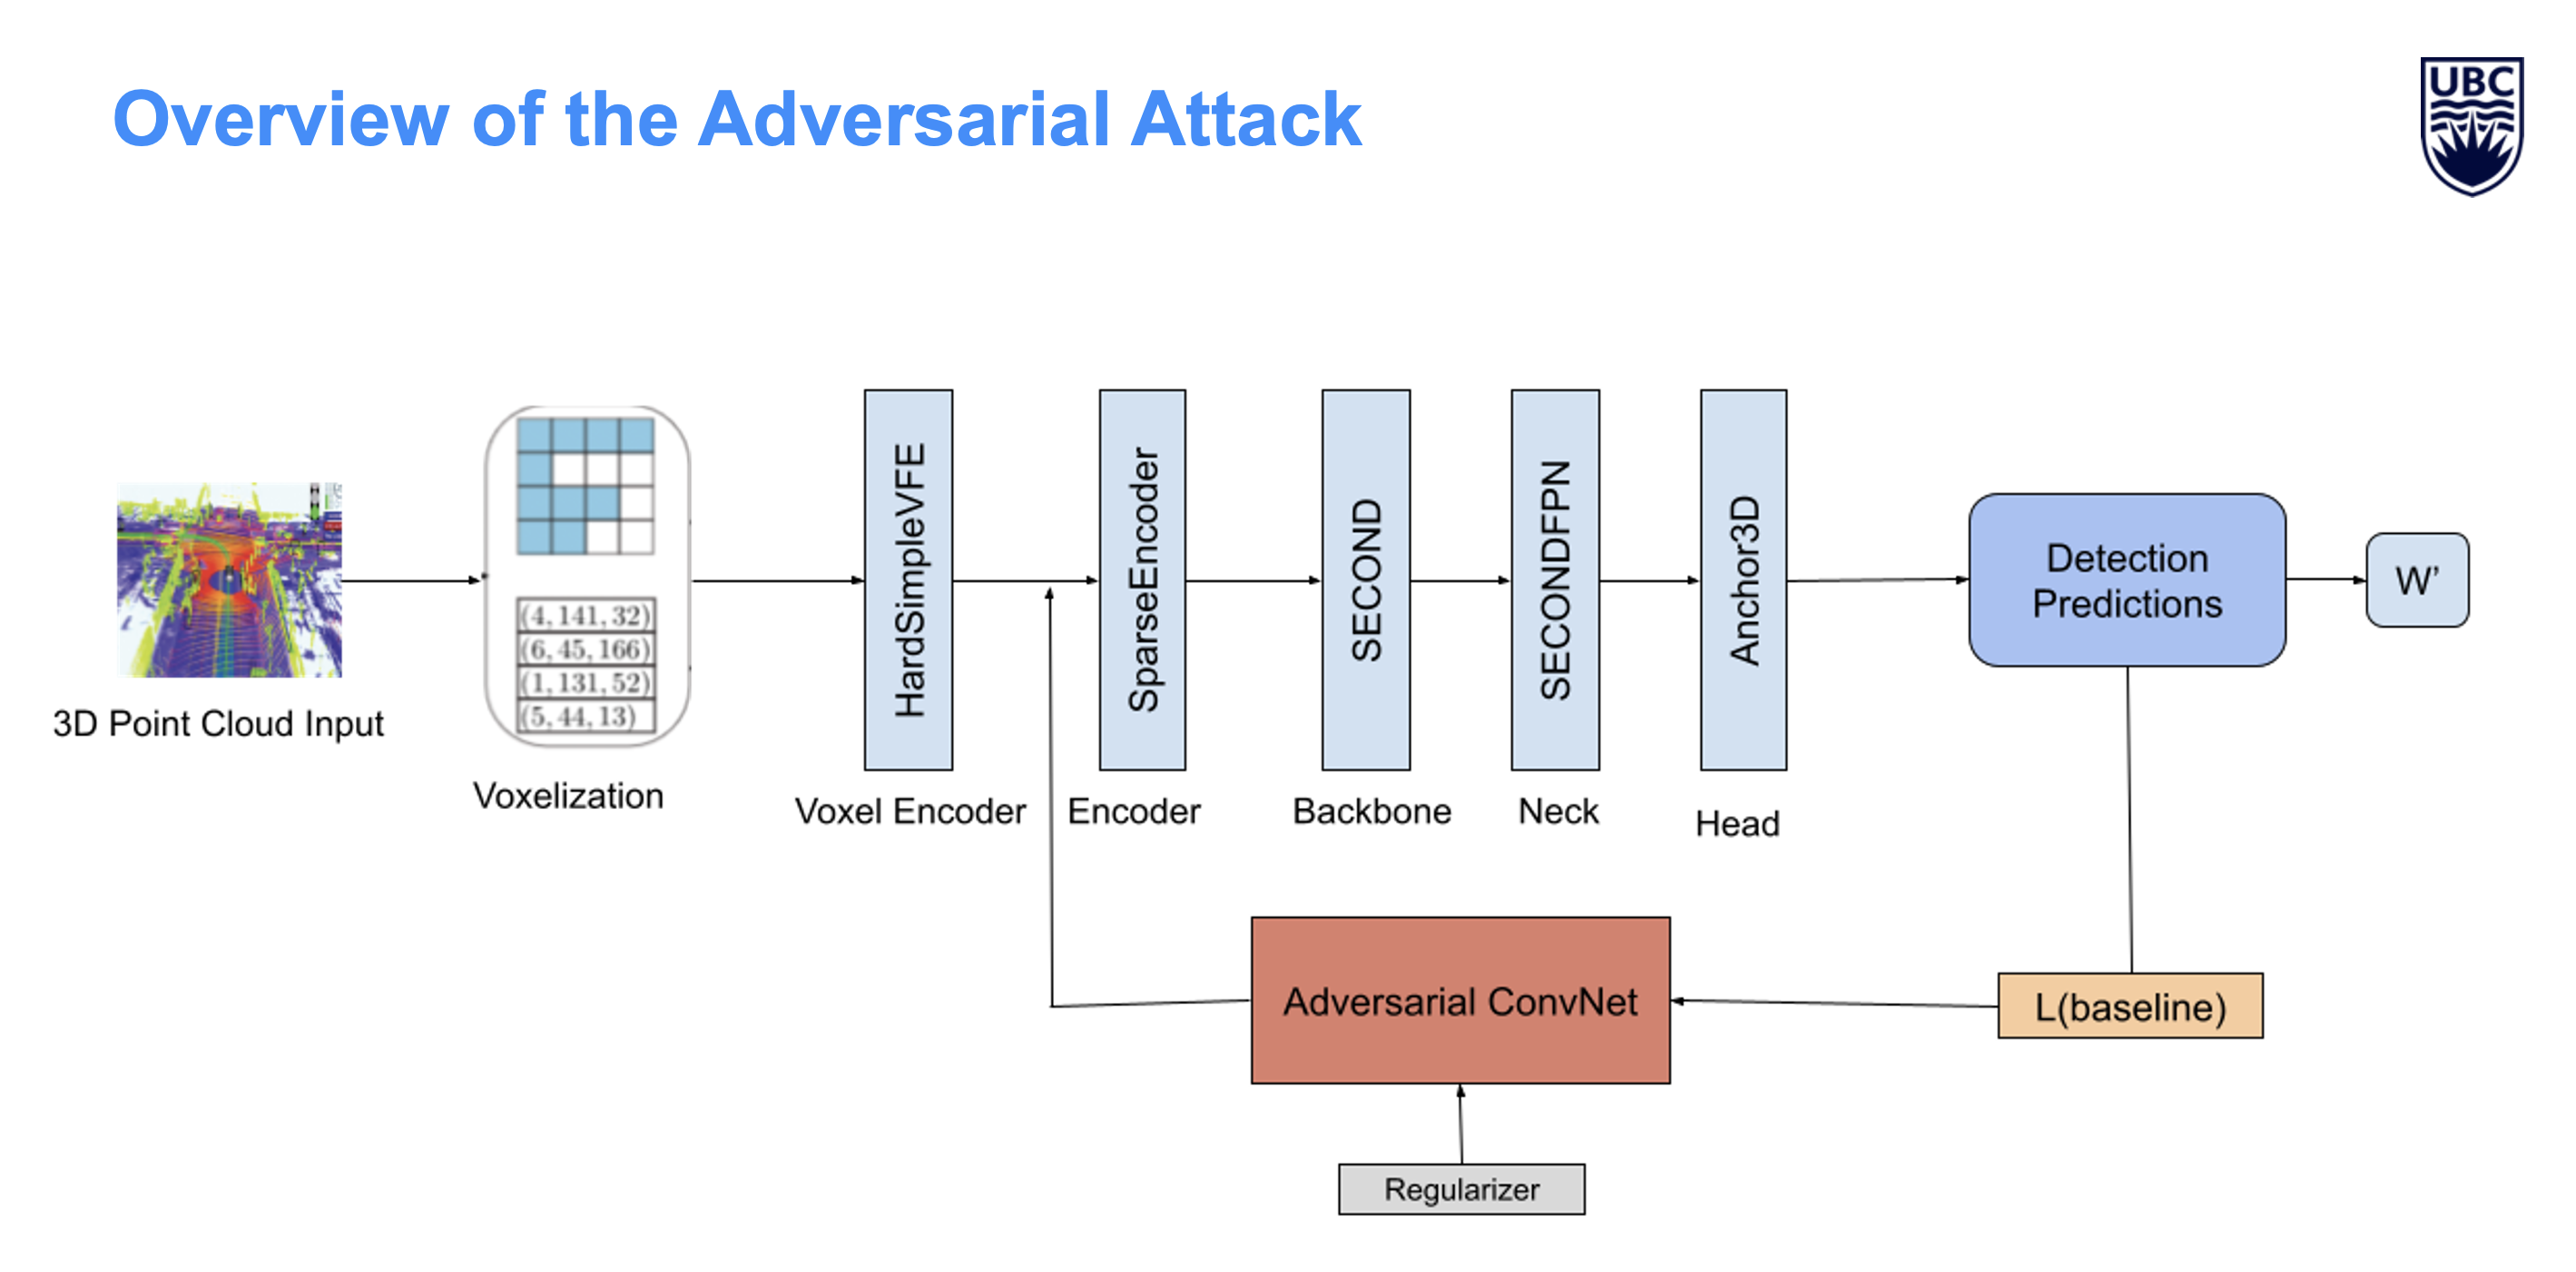 Overview of the Adversarial Attack
UBC
3D Point Cloud Input
(4, 141, 32)
(6, 45, 166)
(1, 131, 52)
(5, 44, 13)
Voxelization
HardSimpleVFE
Voxel Encoder
SparseEncoder
Encoder
SECOND
Backbone
SECONDFPN
Neck
Anchor3D
Head
Detection
Predictions
W’
Adversarial ConvNet
L(baseline)
Regularizer